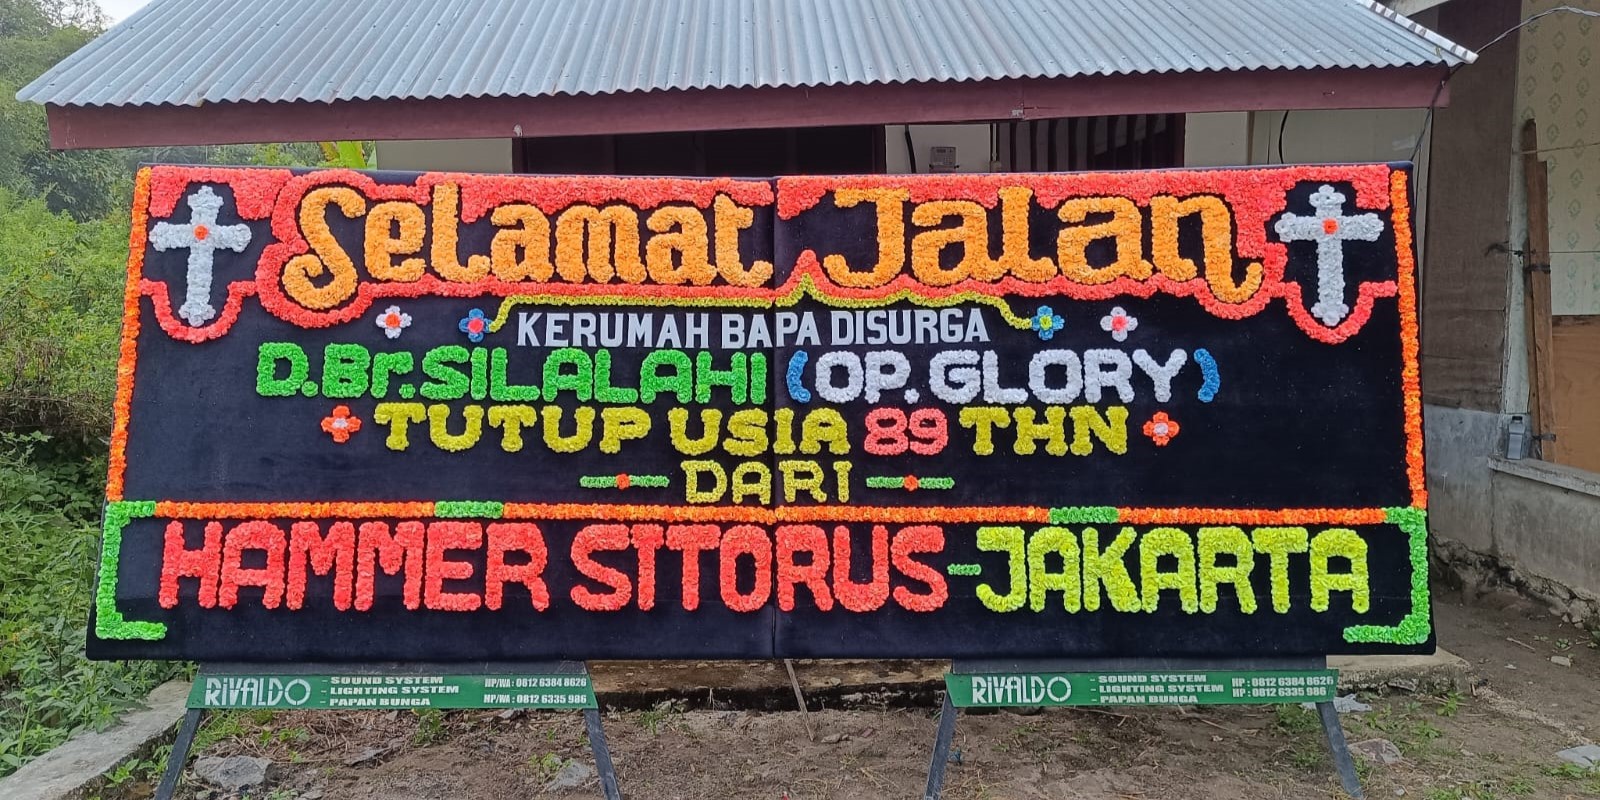 Selamat Jalan
KERUMAH BAPA DISURGA
D.Br.SILALAHI (OP.GLORY)
TUTUP USIA 89 THN
DARI
HAMMER SITORUS-JAKARTA
RIVALDO
- SOUND SYSTEM
- LIGHTING SYSTEM
- PAPAN BUNGA
HP/WA : 0812 6384 8626
HP/WA : 0812 6335 986
RIVALDO
- SOUND SYSTEM
- LIGHTING SYSTEM
- PAPAN BUNGA
HP : 0812 6384 8626
HP : 0812 6335 986